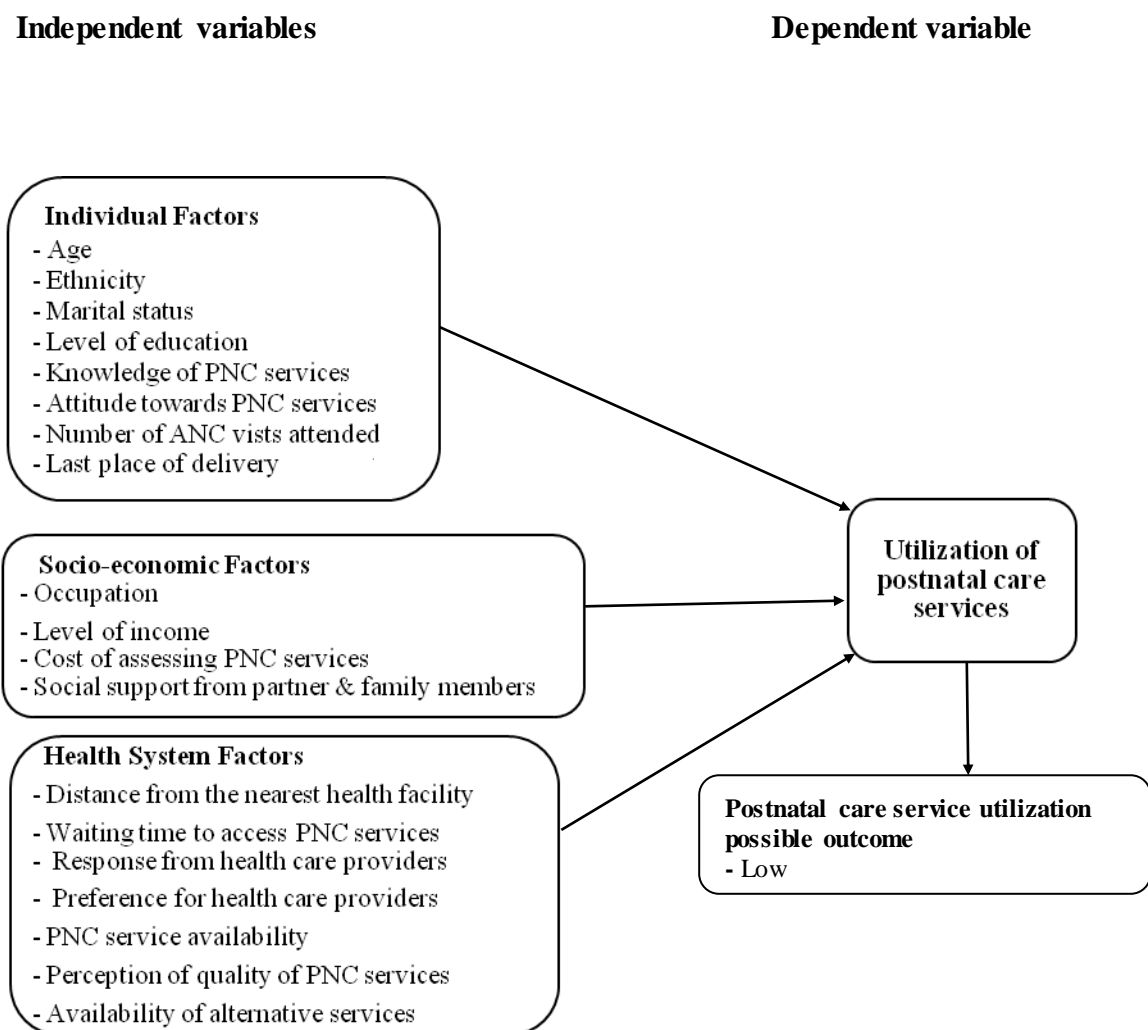 Independent variables
Dependent variable
Individual Factors
- Age
- Ethnicity
- Marital status
- Level of education
- Knowledge of PNC services
- Attitude towards PNC services
- Number of ANC vists attended
- Last place of delivery
Socio-economic Factors
- Occupation
- Level of income
- Cost of assessing PNC services
- Social support from partner & family members
Health System Factors
- Distance from the nearest health facility
- Waiting time to access PNC services
- Response from health care providers
- Preference for health care providers
- PNC service availability
- Perception of quality of PNC services
- Availability of alternative services
Utilization of
postnatal care
services
Postnatal care service utilization
possible outcome
- Low